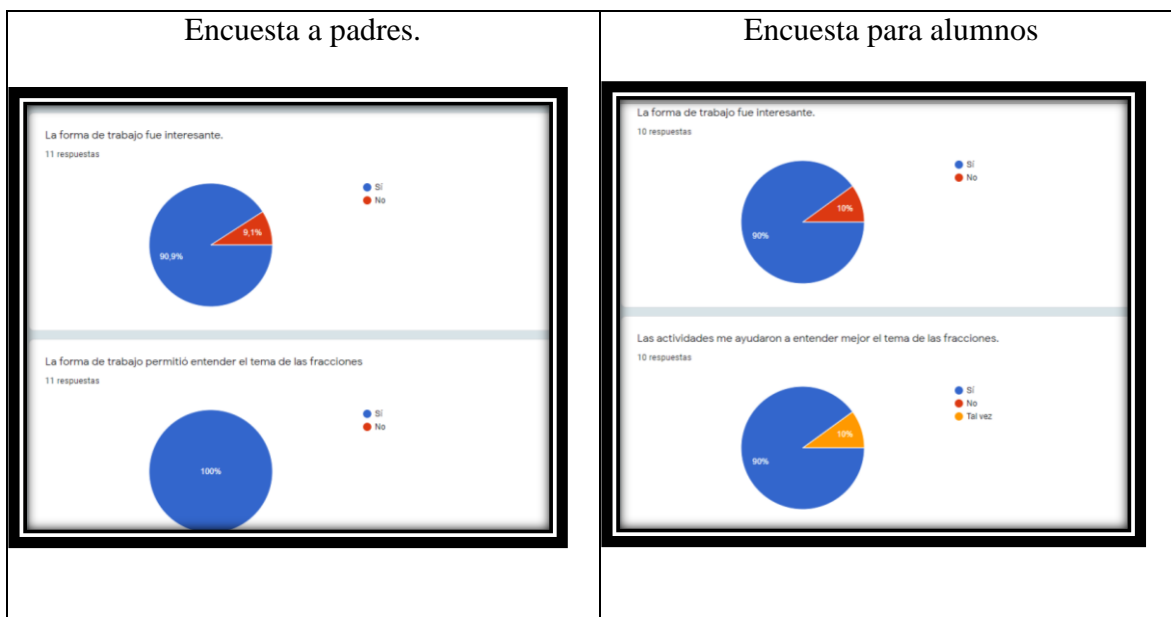 Encuesta a padres.
La forma de trabajo fue interesante.
11 respuestas
Sí
No
9,1%
90,9%
La forma de trabajo permitió entender el tema de las fracciones
11 respuestas
Sí
No
100%
Encuesta para alumnos
La forma de trabajo fue interesante.
10 respuestas
Sí
No
10%
90%
Las actividades me ayudaron a entender mejor el tema de las fracciones.
10 respuestas
Sí
No
Tal vez
10%
90%